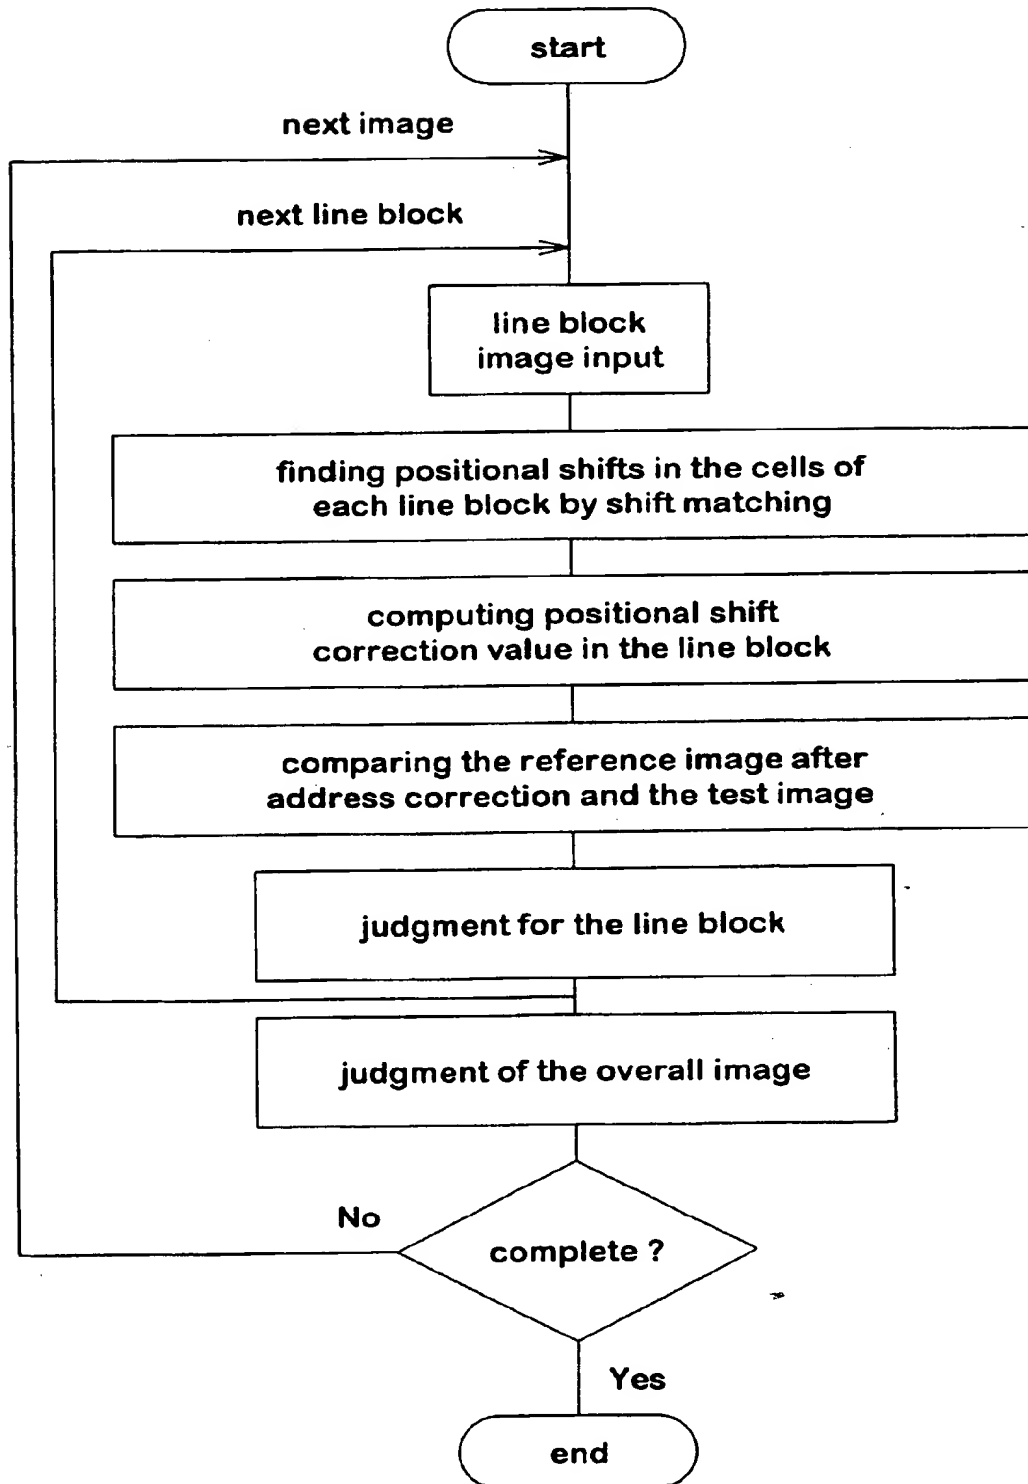 start
next image
next line block
line block
image input
finding positional shifts in the cells of
each line block by shift matching
computing positional shift
correction value in the line block
comparing the reference image after
address correction and the test image
judgment for the line block
judgment of the overall image
No
complete ?
Yes
end